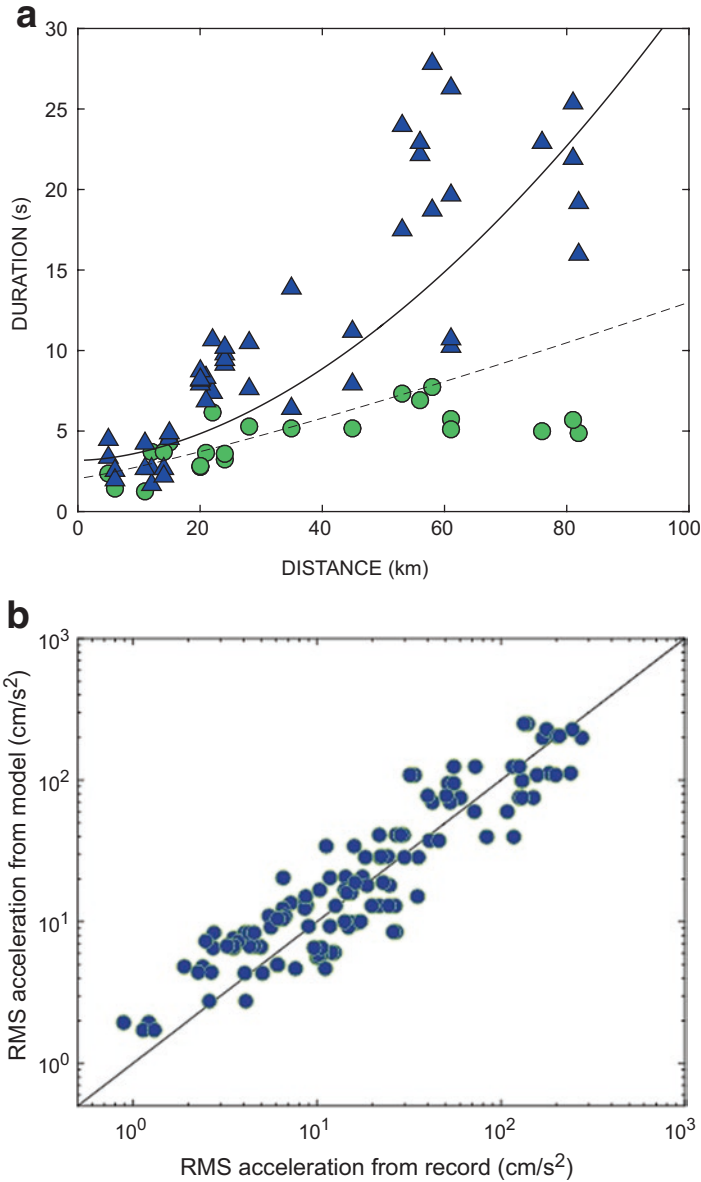 a
30
25
20
15
10
5
0
DURATION (s)
0 20 40 60 80 100
DISTANCE (km)
b
10³
10²
10¹
10⁰
RMS acceleration from model (cm/s²)
10⁰ 10¹ 10² 10³
RMS acceleration from record (cm/s²)